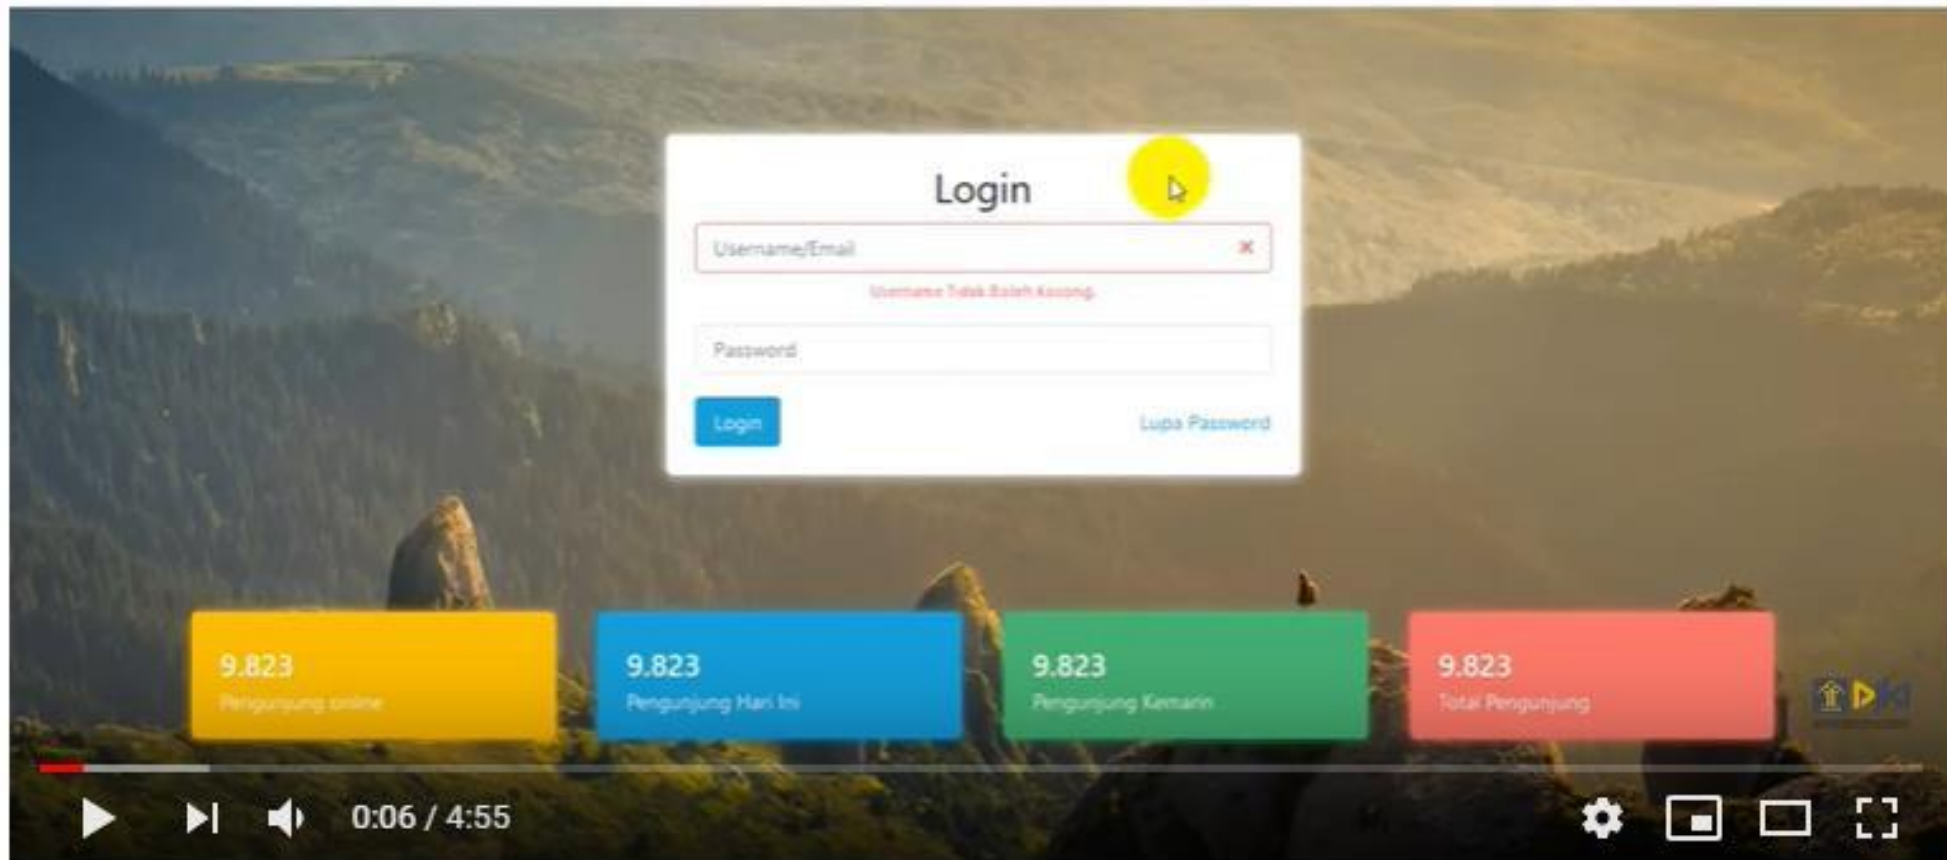 Login
Username/Email
Username Tidak Boleh Kosong.
Password
Login
Lupa Password
9.823
Pengunjung online
9.823
Pengunjung Hari Ini
9.823
Pengunjung Kemarin
9.823
Total Pengunjung
0:06 / 4:55